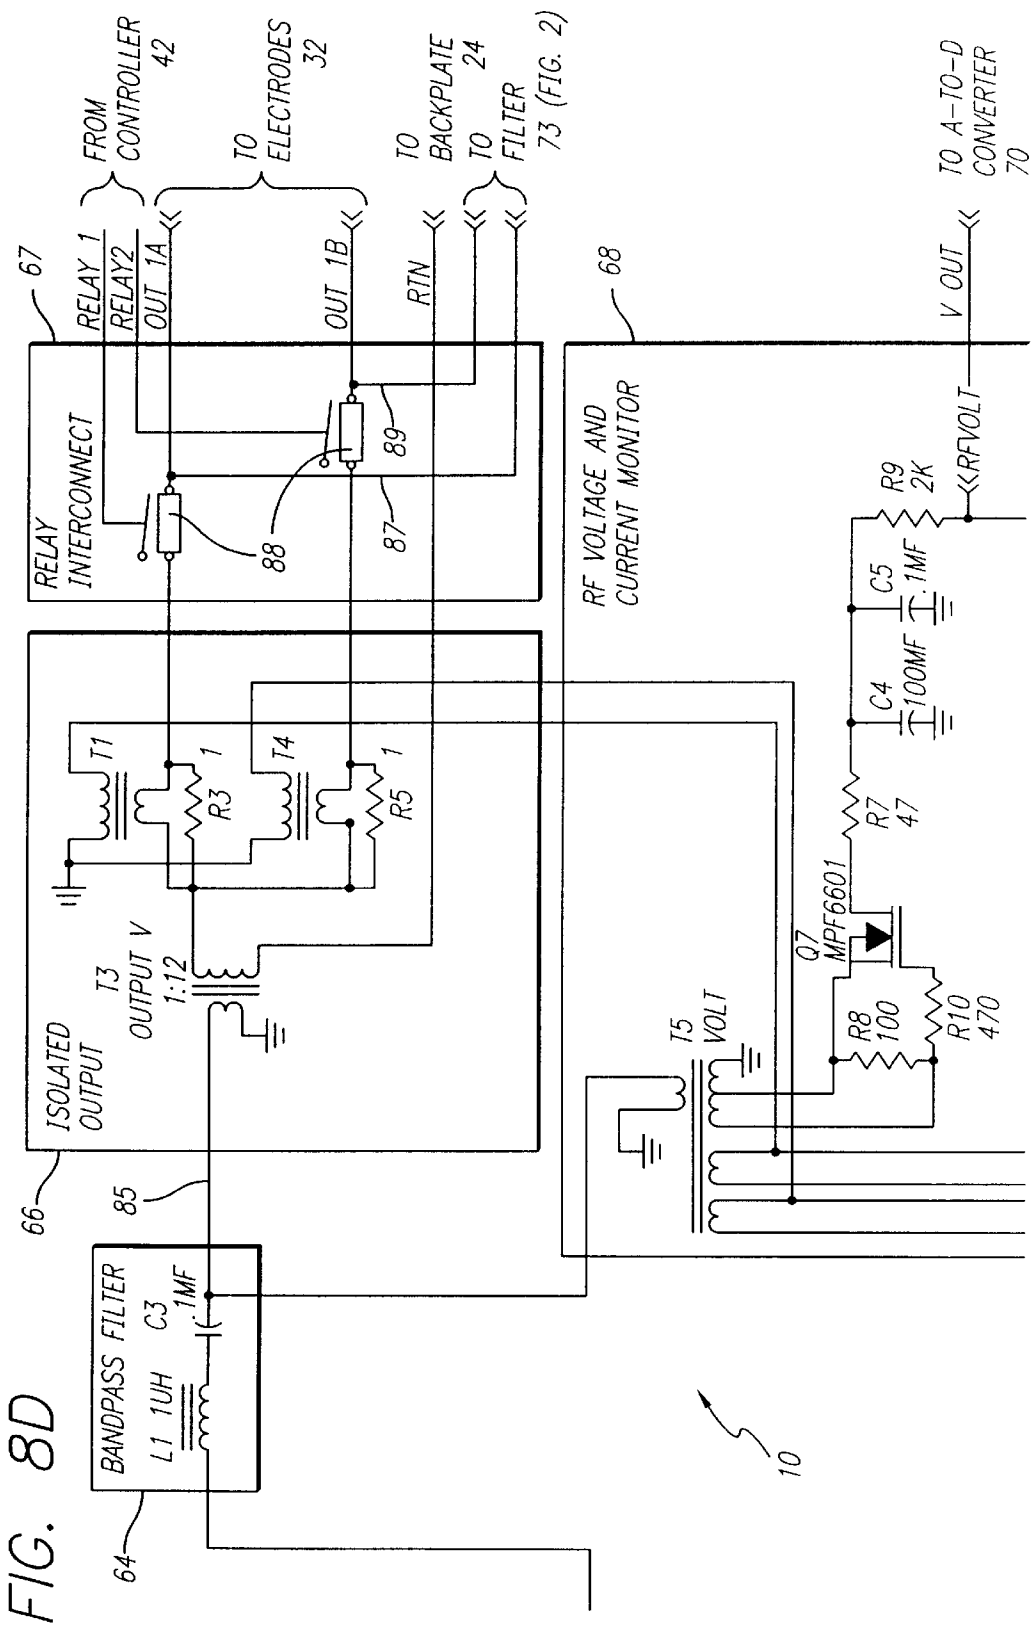 FIG. 8D
64
BANDPASS FILTER
L1 1UH
C3
.1MF
85
66
ISOLATED
OUTPUT
T3
OUTPUT V
1:12
T1
R3
1
T4
R5
1
67
RELAY
INTERCONNECT
88
87
89
RELAY 1
RELAY2
OUT 1A
OUT 1B
RTN
FROM
CONTROLLER
42
TO
ELECTRODES
32
TO
BACKPLATE
24
TO
FILTER
73 (FIG. 2)
10
68
RF VOLTAGE AND
CURRENT MONITOR
T5
VOLT
R8
100
R10
470
Q7
MPF6601
R7
47
C4
100MF
C5
.1MF
R9
2K
RFVOLT
V OUT
TO A-TO-D
CONVERTER
70